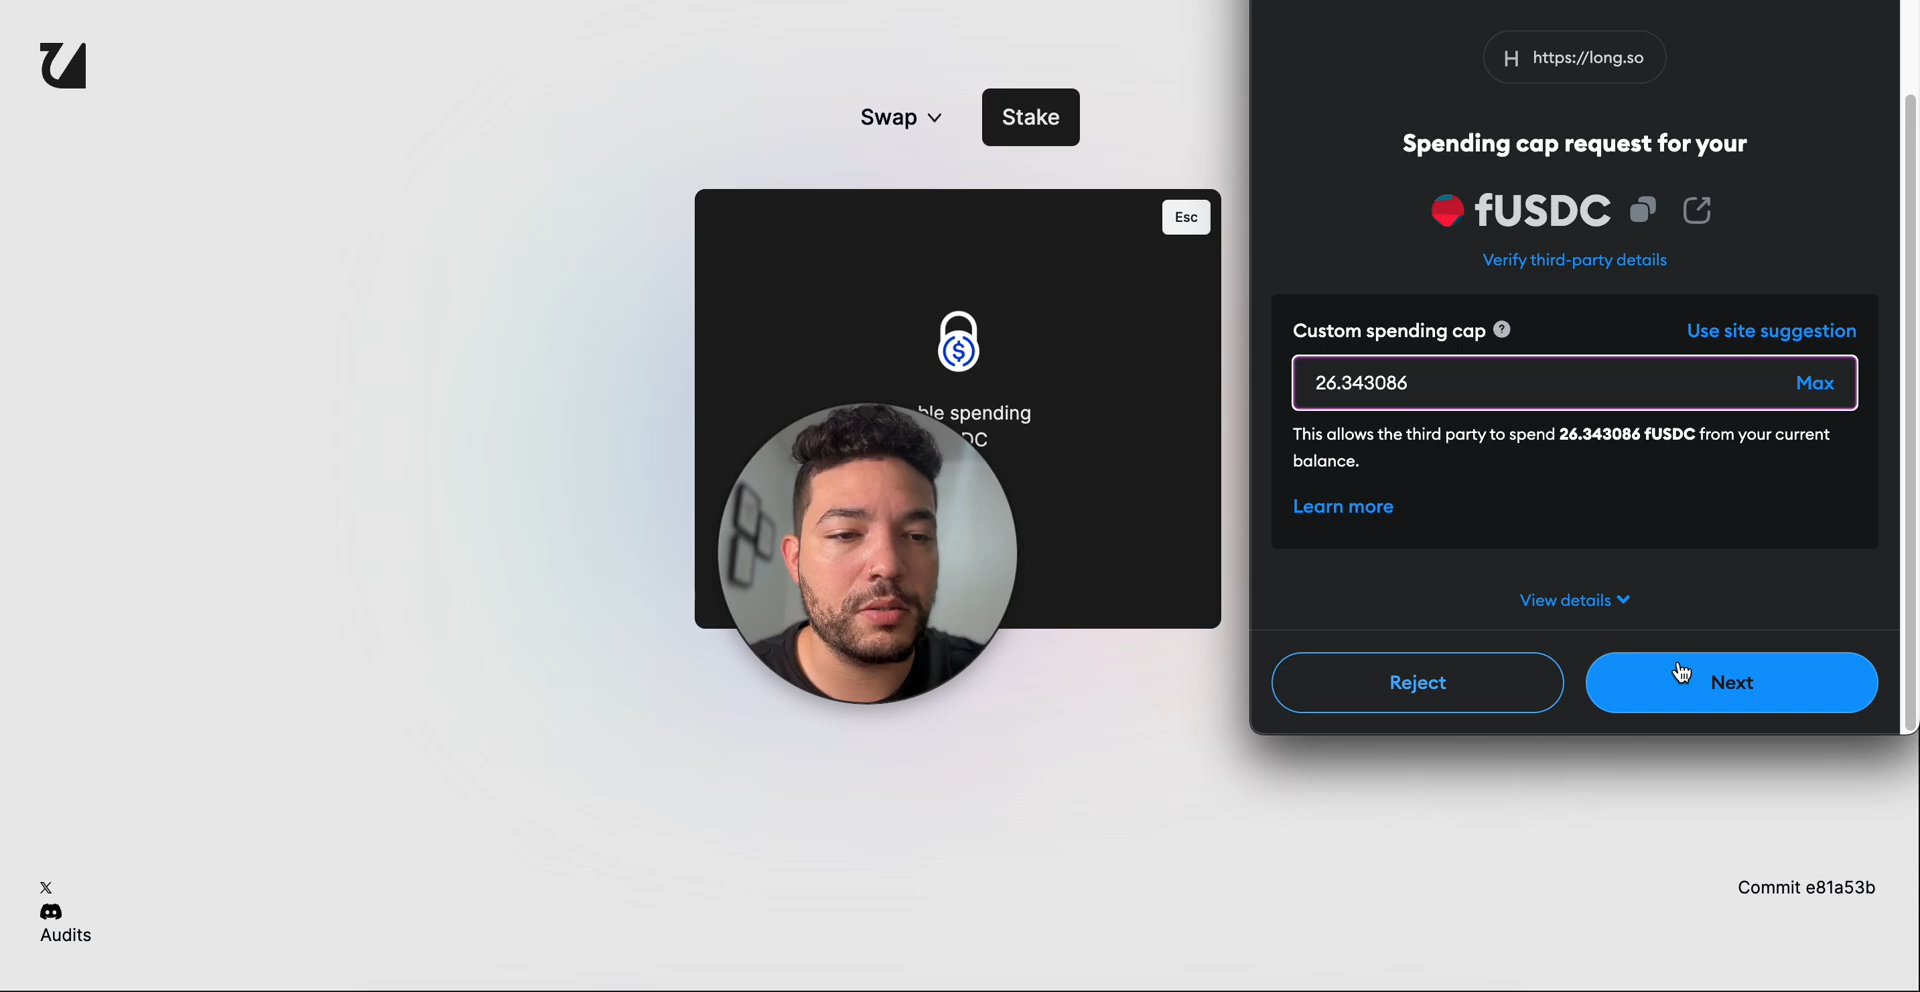 Swap
Stake
Esc
spending
https://long.so
Spending cap request for your
fUSDC
Verify third-party details
Custom spending cap ?
Use site suggestion
26.343086
Max
This allows the third party to spend 26.343086 fUSDC from your current
balance.
Learn more
View details
Reject
Next
X
Audits
Commit e81a53b